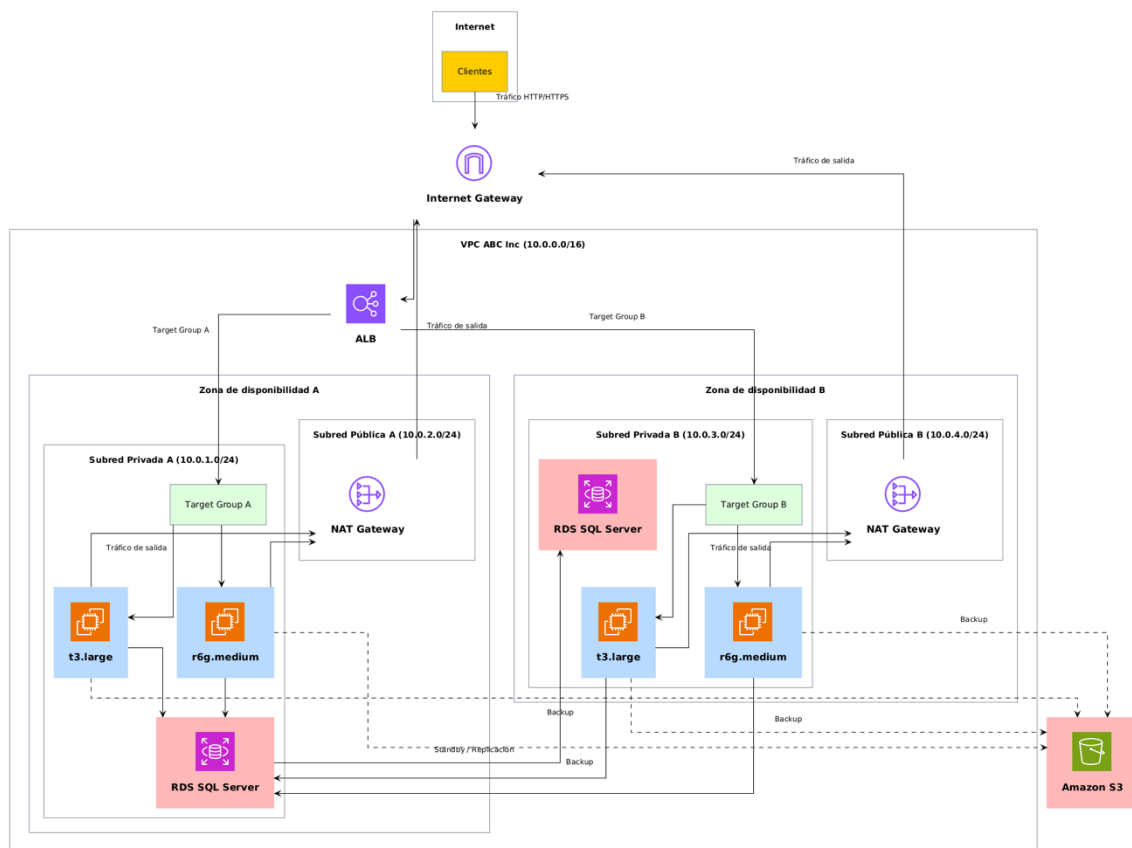 Internet
Clientes
Tráfico HTTP/HTTPS
Tráfico de salida
Internet Gateway
VPC ABC Inc (10.0.0.0/16)
ALB
Target Group A
Tráfico de salida
Target Group B
Zona de disponibilidad A
Zona de disponibilidad B
Subred Pública A (10.0.2.0/24)
Subred Privada B (10.0.3.0/24)
Subred Pública B (10.0.4.0/24)
Subred Privada A (10.0.1.0/24)
Target Group A
NAT Gateway
RDS SQL Server
Target Group B
NAT Gateway
Tráfico de salida
Tráfico de salida
t3.large
r6g.medium
t3.large
r6g.medium
Backup
Backup
Backup
Standby / Replicación
Backup
RDS SQL Server
Amazon S3